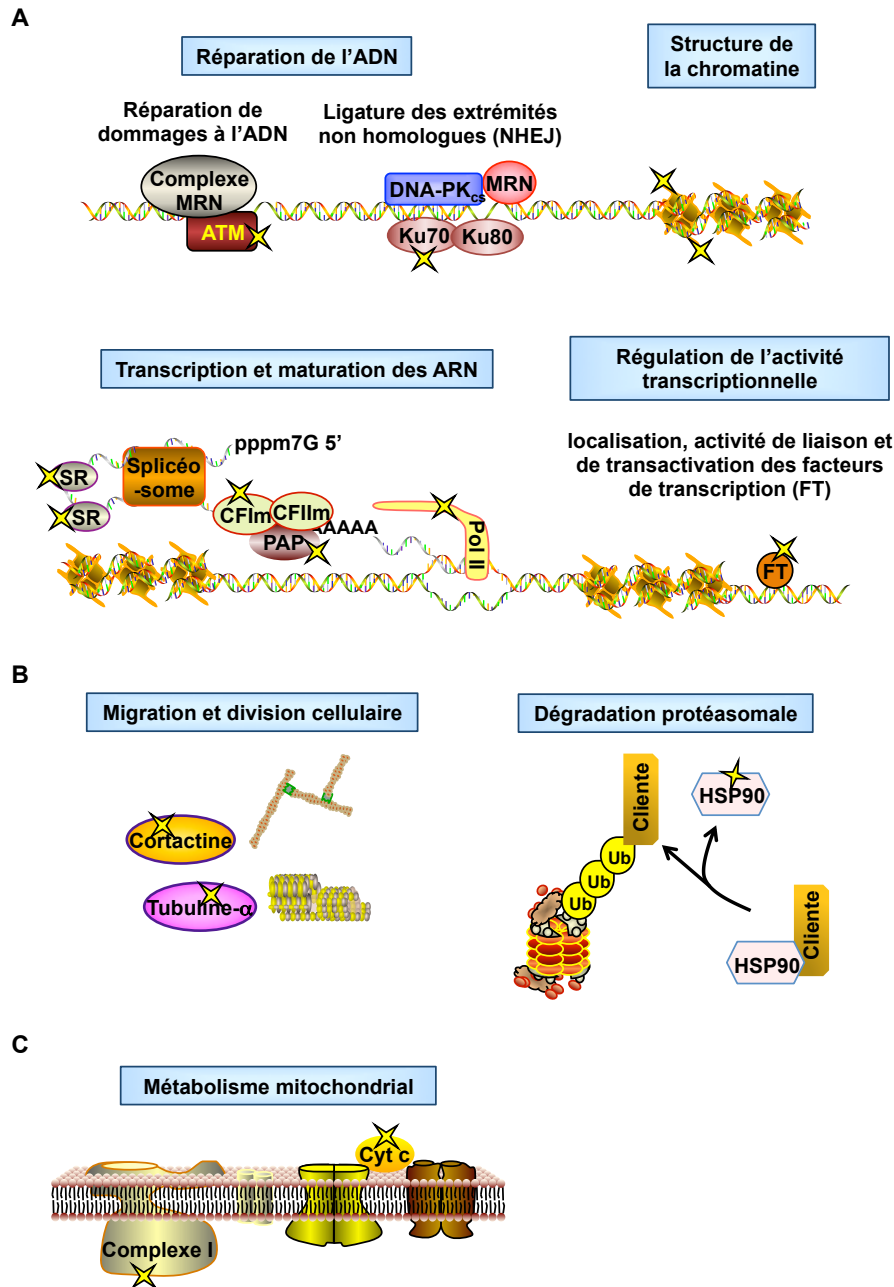 A
Réparation de l'ADN
Structure de
la chromatine
Réparation de
dommages à l'ADN
Ligature des extrémités
non homologues (NHEJ)
Complexe
MRN
ATM
DNA-PKcs
MRN
Ku70
Ku80
Transcription et maturation des ARN
Régulation de l'activité
transcriptionnelle
localisation, activité de liaison et
de transactivation des facteurs
de transcription (FT)
pppm7G 5'
SR
SR
Splicéo
-some
CFIm
CFIIm
PAP
AAAAA
Pol II
FT
B
Migration et division cellulaire
Dégradation protéasomale
Cortactine
Tubuline-α
Cliente
HSP90
Ub
Ub
Ub
HSP90
Cliente
C
Métabolisme mitochondrial
Cyt c
Complexe I